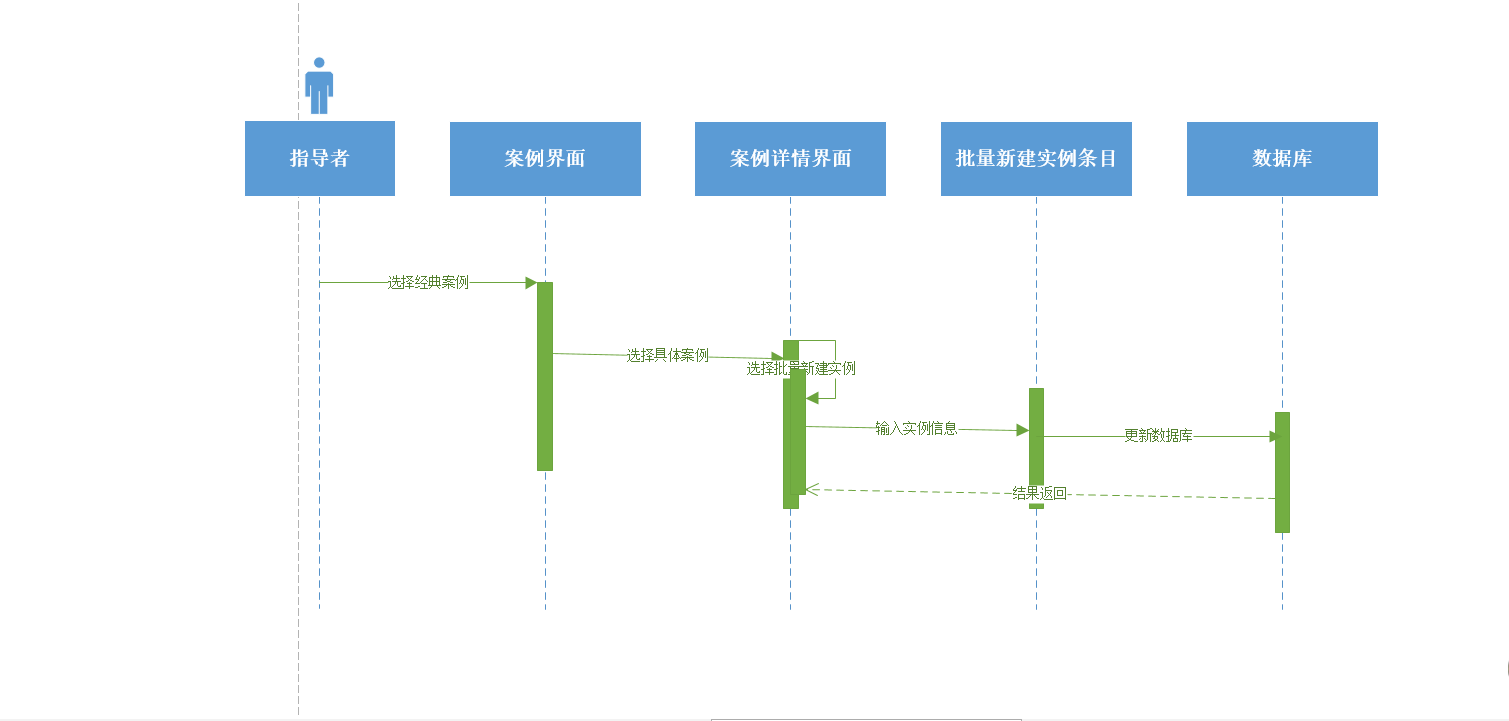 指导者
案例界面
案例详情界面
批量新建实例条目
数据库
选择经典案例
选择具体案例
选择批量新建实例
输入实例信息
更新数据库
结果返回